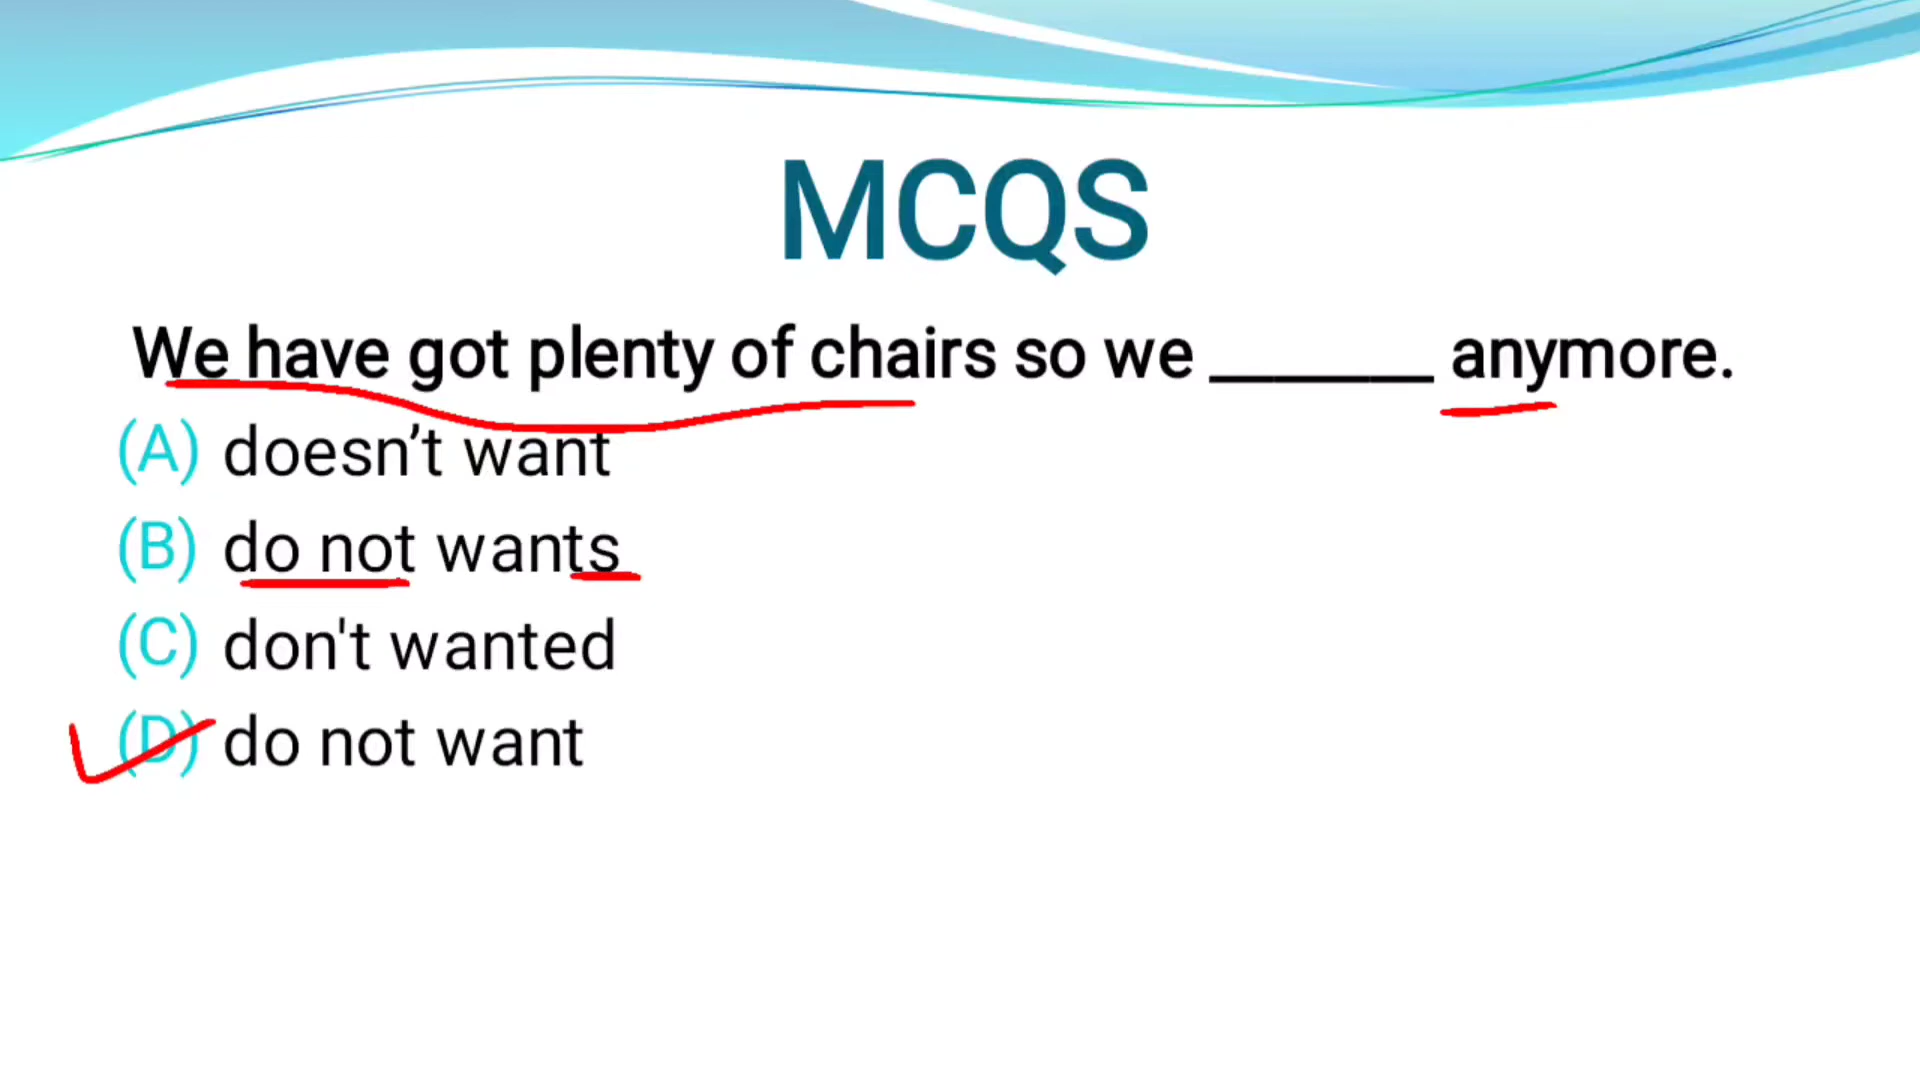 MCQS
We have got plenty of chairs so we _______ anymore.
(A) doesn’t want
(B) do not wants
(C) don't wanted
(D) do not want